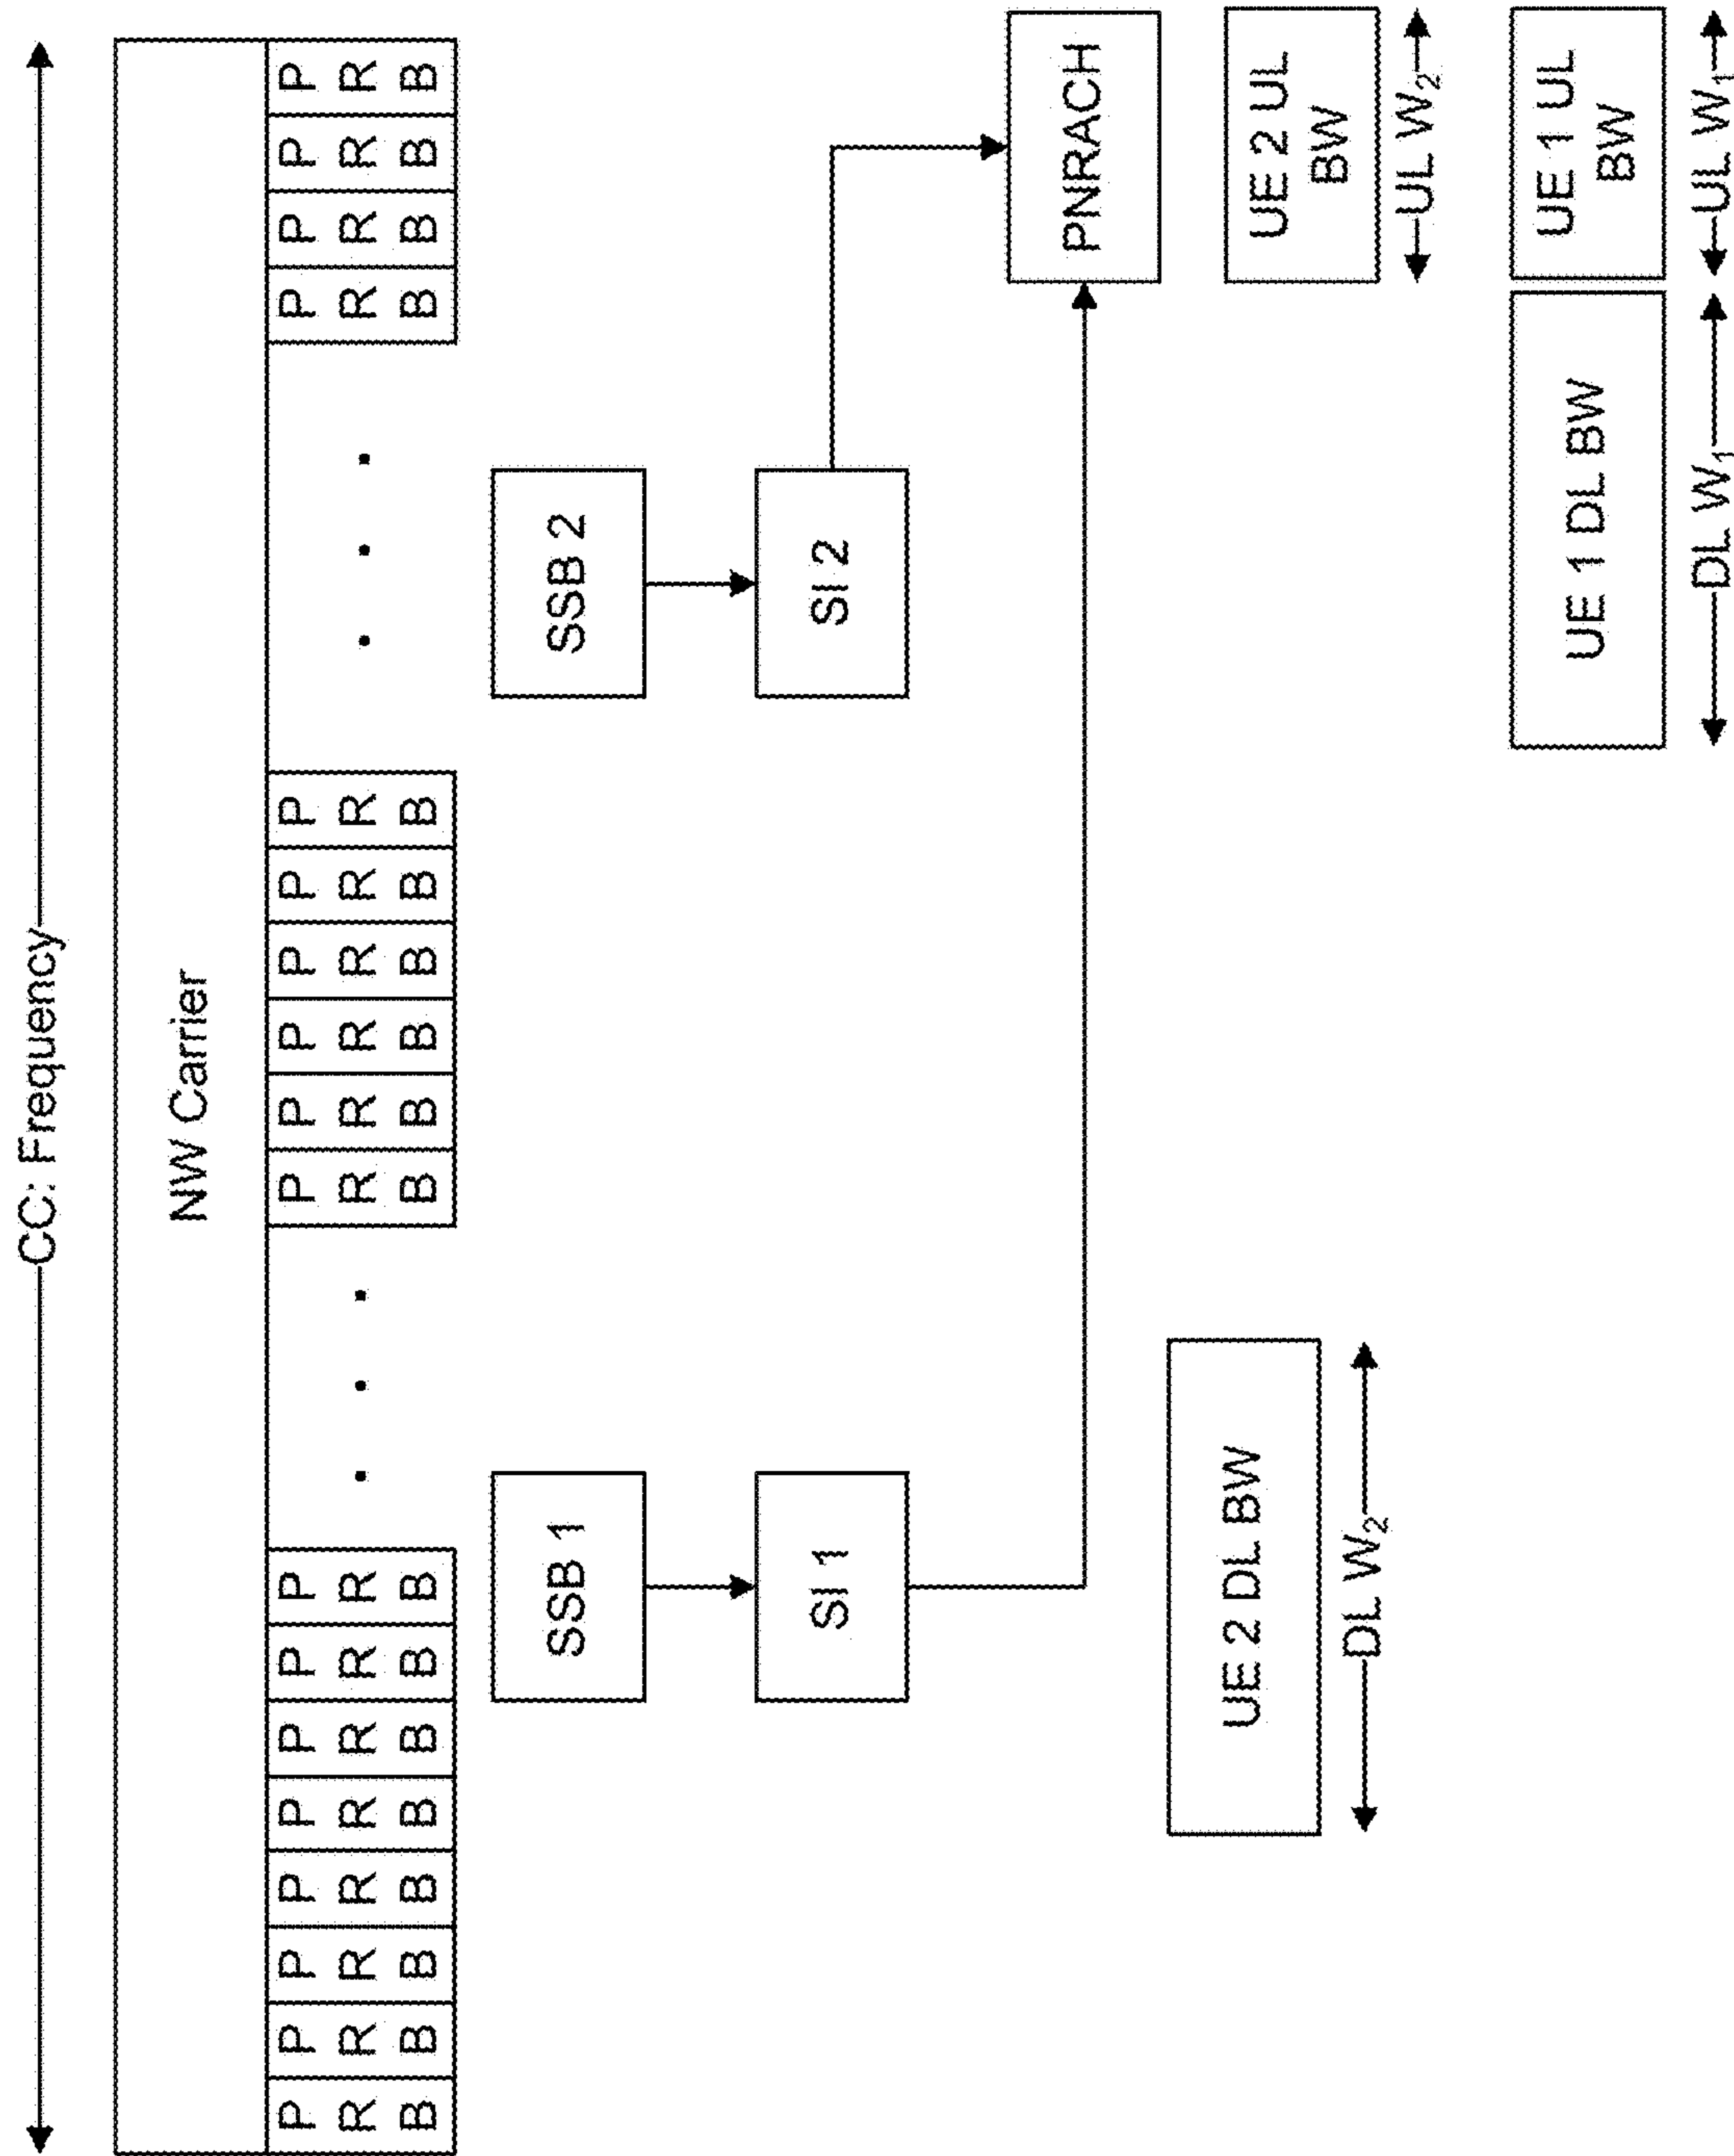 CC: Frequency
NW Carrier
P P P P P P P P . . . P P P P P P . . . P P P P
R R R R R R R R R R R R R R R R R R
B B B B B B B B B B B B B B B B B B
SSB 1
SSB 2
SI 1
SI 2
PNRACH
UE 2 DL BW
DL W₂
UE 2 UL
BW
UL W₂
UE 1 DL BW
DL W₁
UE 1 UL
BW
UL W₁